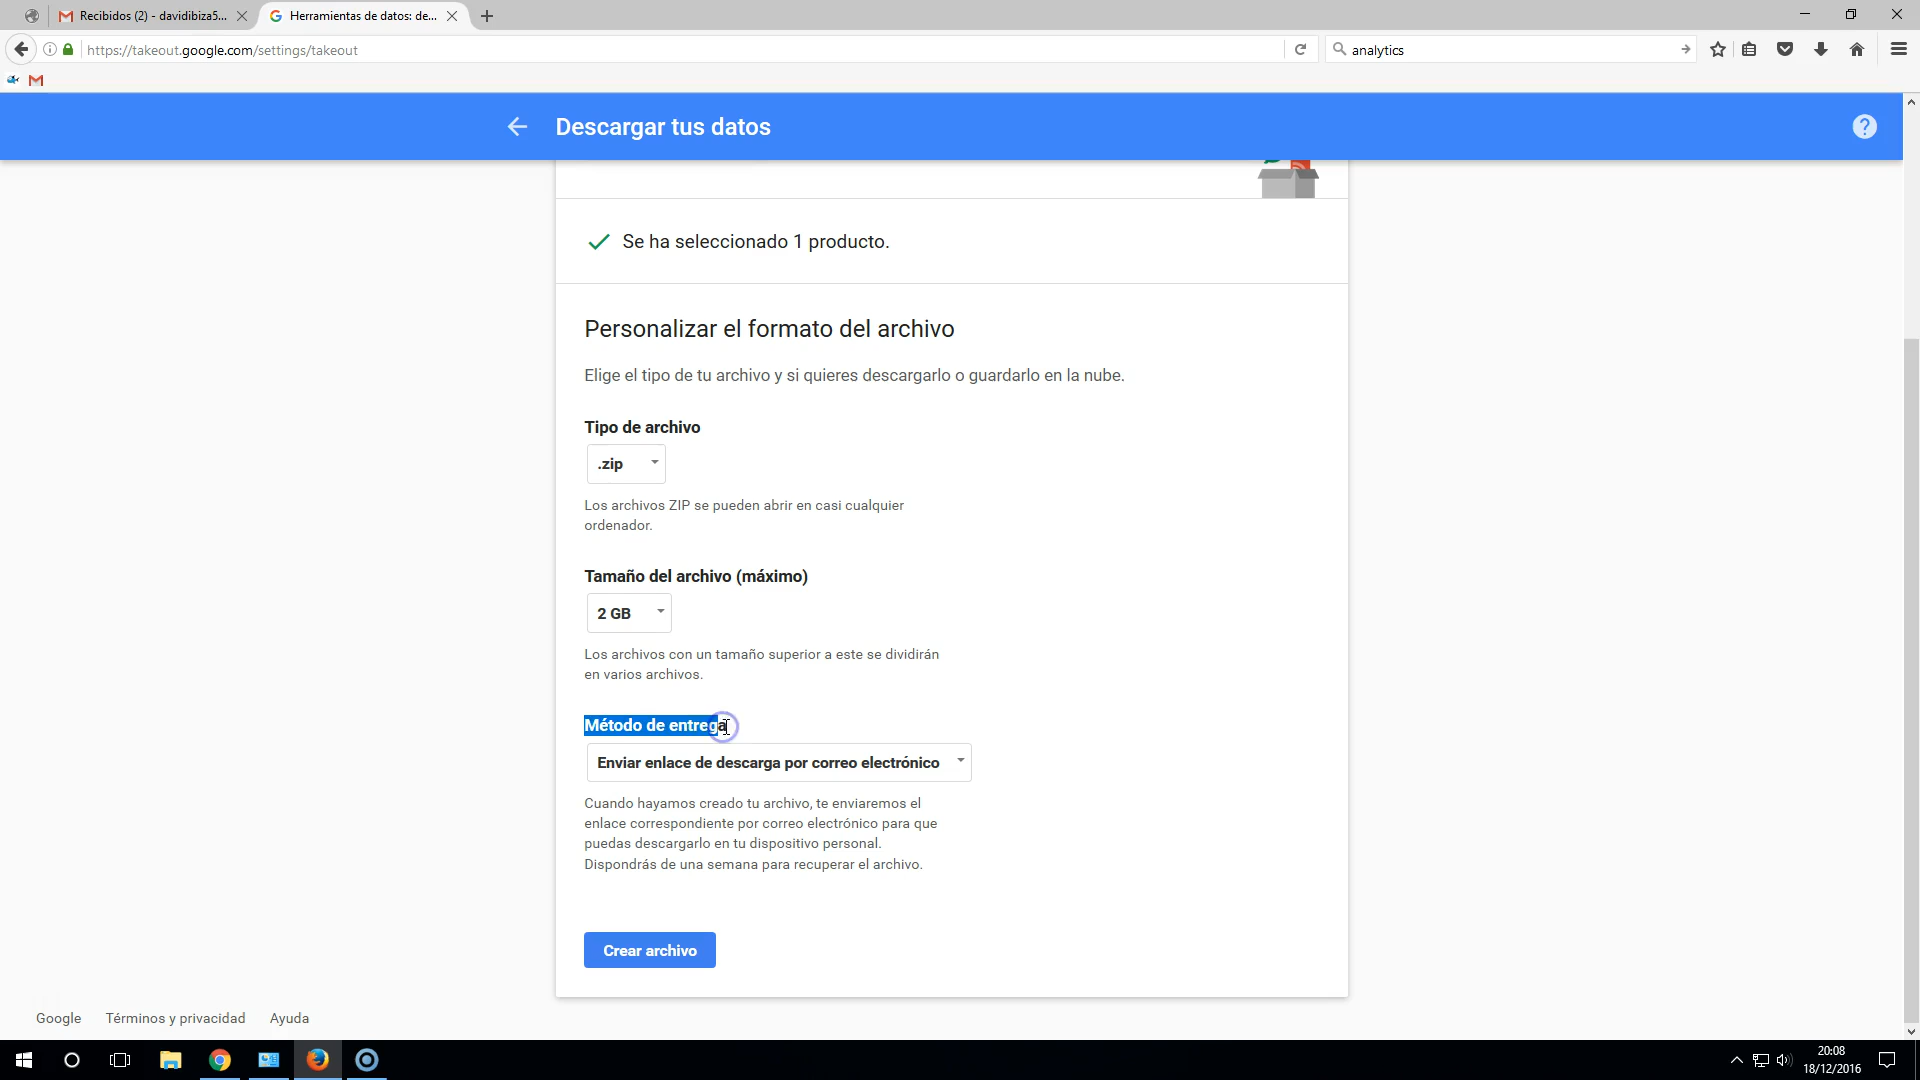 Recibidos (2) - davidibiza5...
Herramientas de datos: de...
https://takeout.google.com/settings/takeout
analytics
Descargar tus datos
Se ha seleccionado 1 producto.
Personalizar el formato del archivo
Elige el tipo de tu archivo y si quieres descargarlo o guardarlo en la nube.
Tipo de archivo
.zip
Los archivos ZIP se pueden abrir en casi cualquier
ordenador.
Tamaño del archivo (máximo)
2 GB
Los archivos con un tamaño superior a este se dividirán
en varios archivos.
Método de entrega
Enviar enlace de descarga por correo electrónico
Cuando hayamos creado tu archivo, te enviaremos el
enlace correspondiente por correo electrónico para que
puedas descargarlo en tu dispositivo personal.
Dispondrás de una semana para recuperar el archivo.
Crear archivo
Google Términos y privacidad Ayuda
20:08
18/12/2016